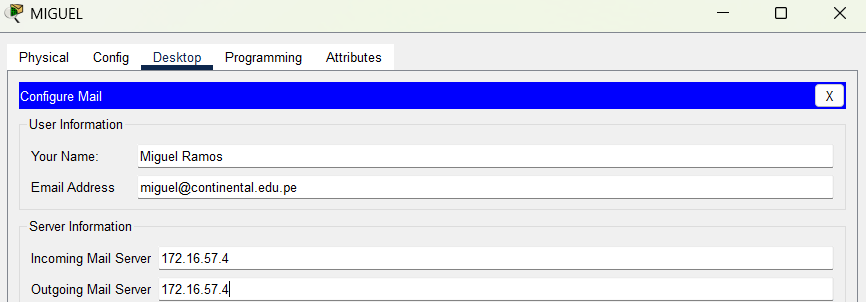 MIGUEL
Physical Config Desktop Programming Attributes
Configure Mail X
User Information
Your Name: Miguel Ramos
Email Address miguel@continental.edu.pe
Server Information
Incoming Mail Server 172.16.57.4
Outgoing Mail Server 172.16.57.4